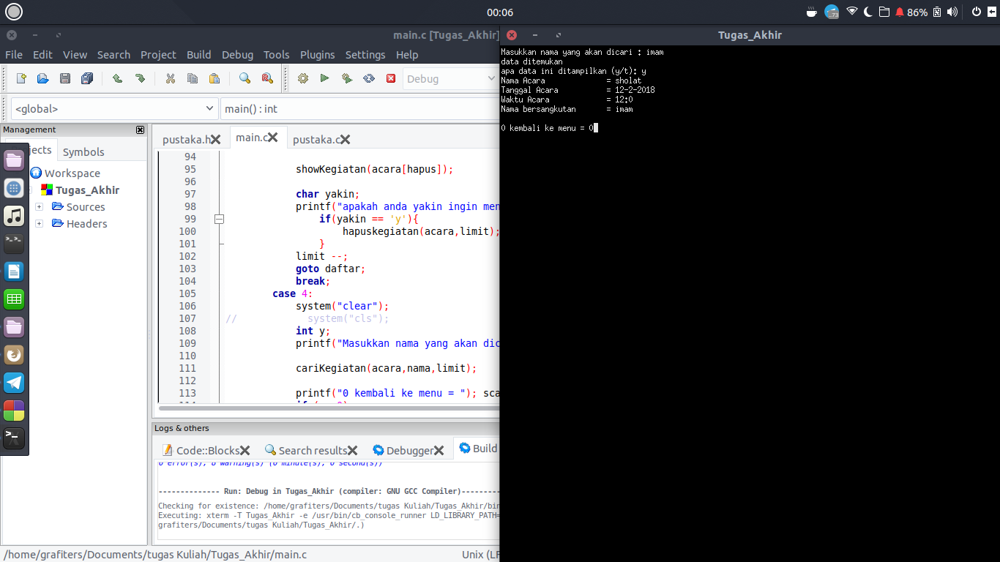 00:06
73
86%
main.c [Tugas_Akhir]
File Edit View Search Project Build Debug Tools Plugins Settings Help
Debug
<global>
main() : int
Management
Projects
Symbols
Workspace
Tugas_Akhir
Sources
Headers
pustaka.h
main.c
pustaka.c
94
95 showKegiatan(acara[hapus]);
96
97 char yakin;
98 printf("apakah anda yakin ingin men
99 if(yakin == 'y'){
100 hapuskegiatan(acara,limit);
101 }
102 limit --;
103 goto daftar;
104 break;
105 case 4:
106 system("clear");
107 // system("cls");
108 int y;
109 printf("Masukkan nama yang akan dic
110
111 cariKegiatan(acara,nama,limit);
112
113 printf("0 kembali ke menu = "); sca
Logs & others
Code::Blocks
Search results
Debugger
Build
0 error(s), 8 warning(s) (0 minute(s), 0 second(s))
-------------- Run: Debug in Tugas_Akhir (compiler: GNU GCC Compiler)---------
Checking for existence: /home/grafiters/Documents/tugas Kuliah/Tugas_Akhir/bin
Executing: xterm -T Tugas_Akhir -e /usr/bin/cb_console_runner LD_LIBRARY_PATH=
grafiters/Documents/tugas Kuliah/Tugas_Akhir/.)
/home/grafiters/Documents/tugas Kuliah/Tugas_Akhir/main.c
Unix (LF
Tugas_Akhir
Masukkan nama yang akan dicari : imam
data ditemukan
apa data ini ditampilkan (y/t): y
Nama Acara = sholat
Tanggal Acara = 12-2-2018
Waktu Acara = 12:0
Nama bersangkutan = imam
0 kembali ke menu = 0